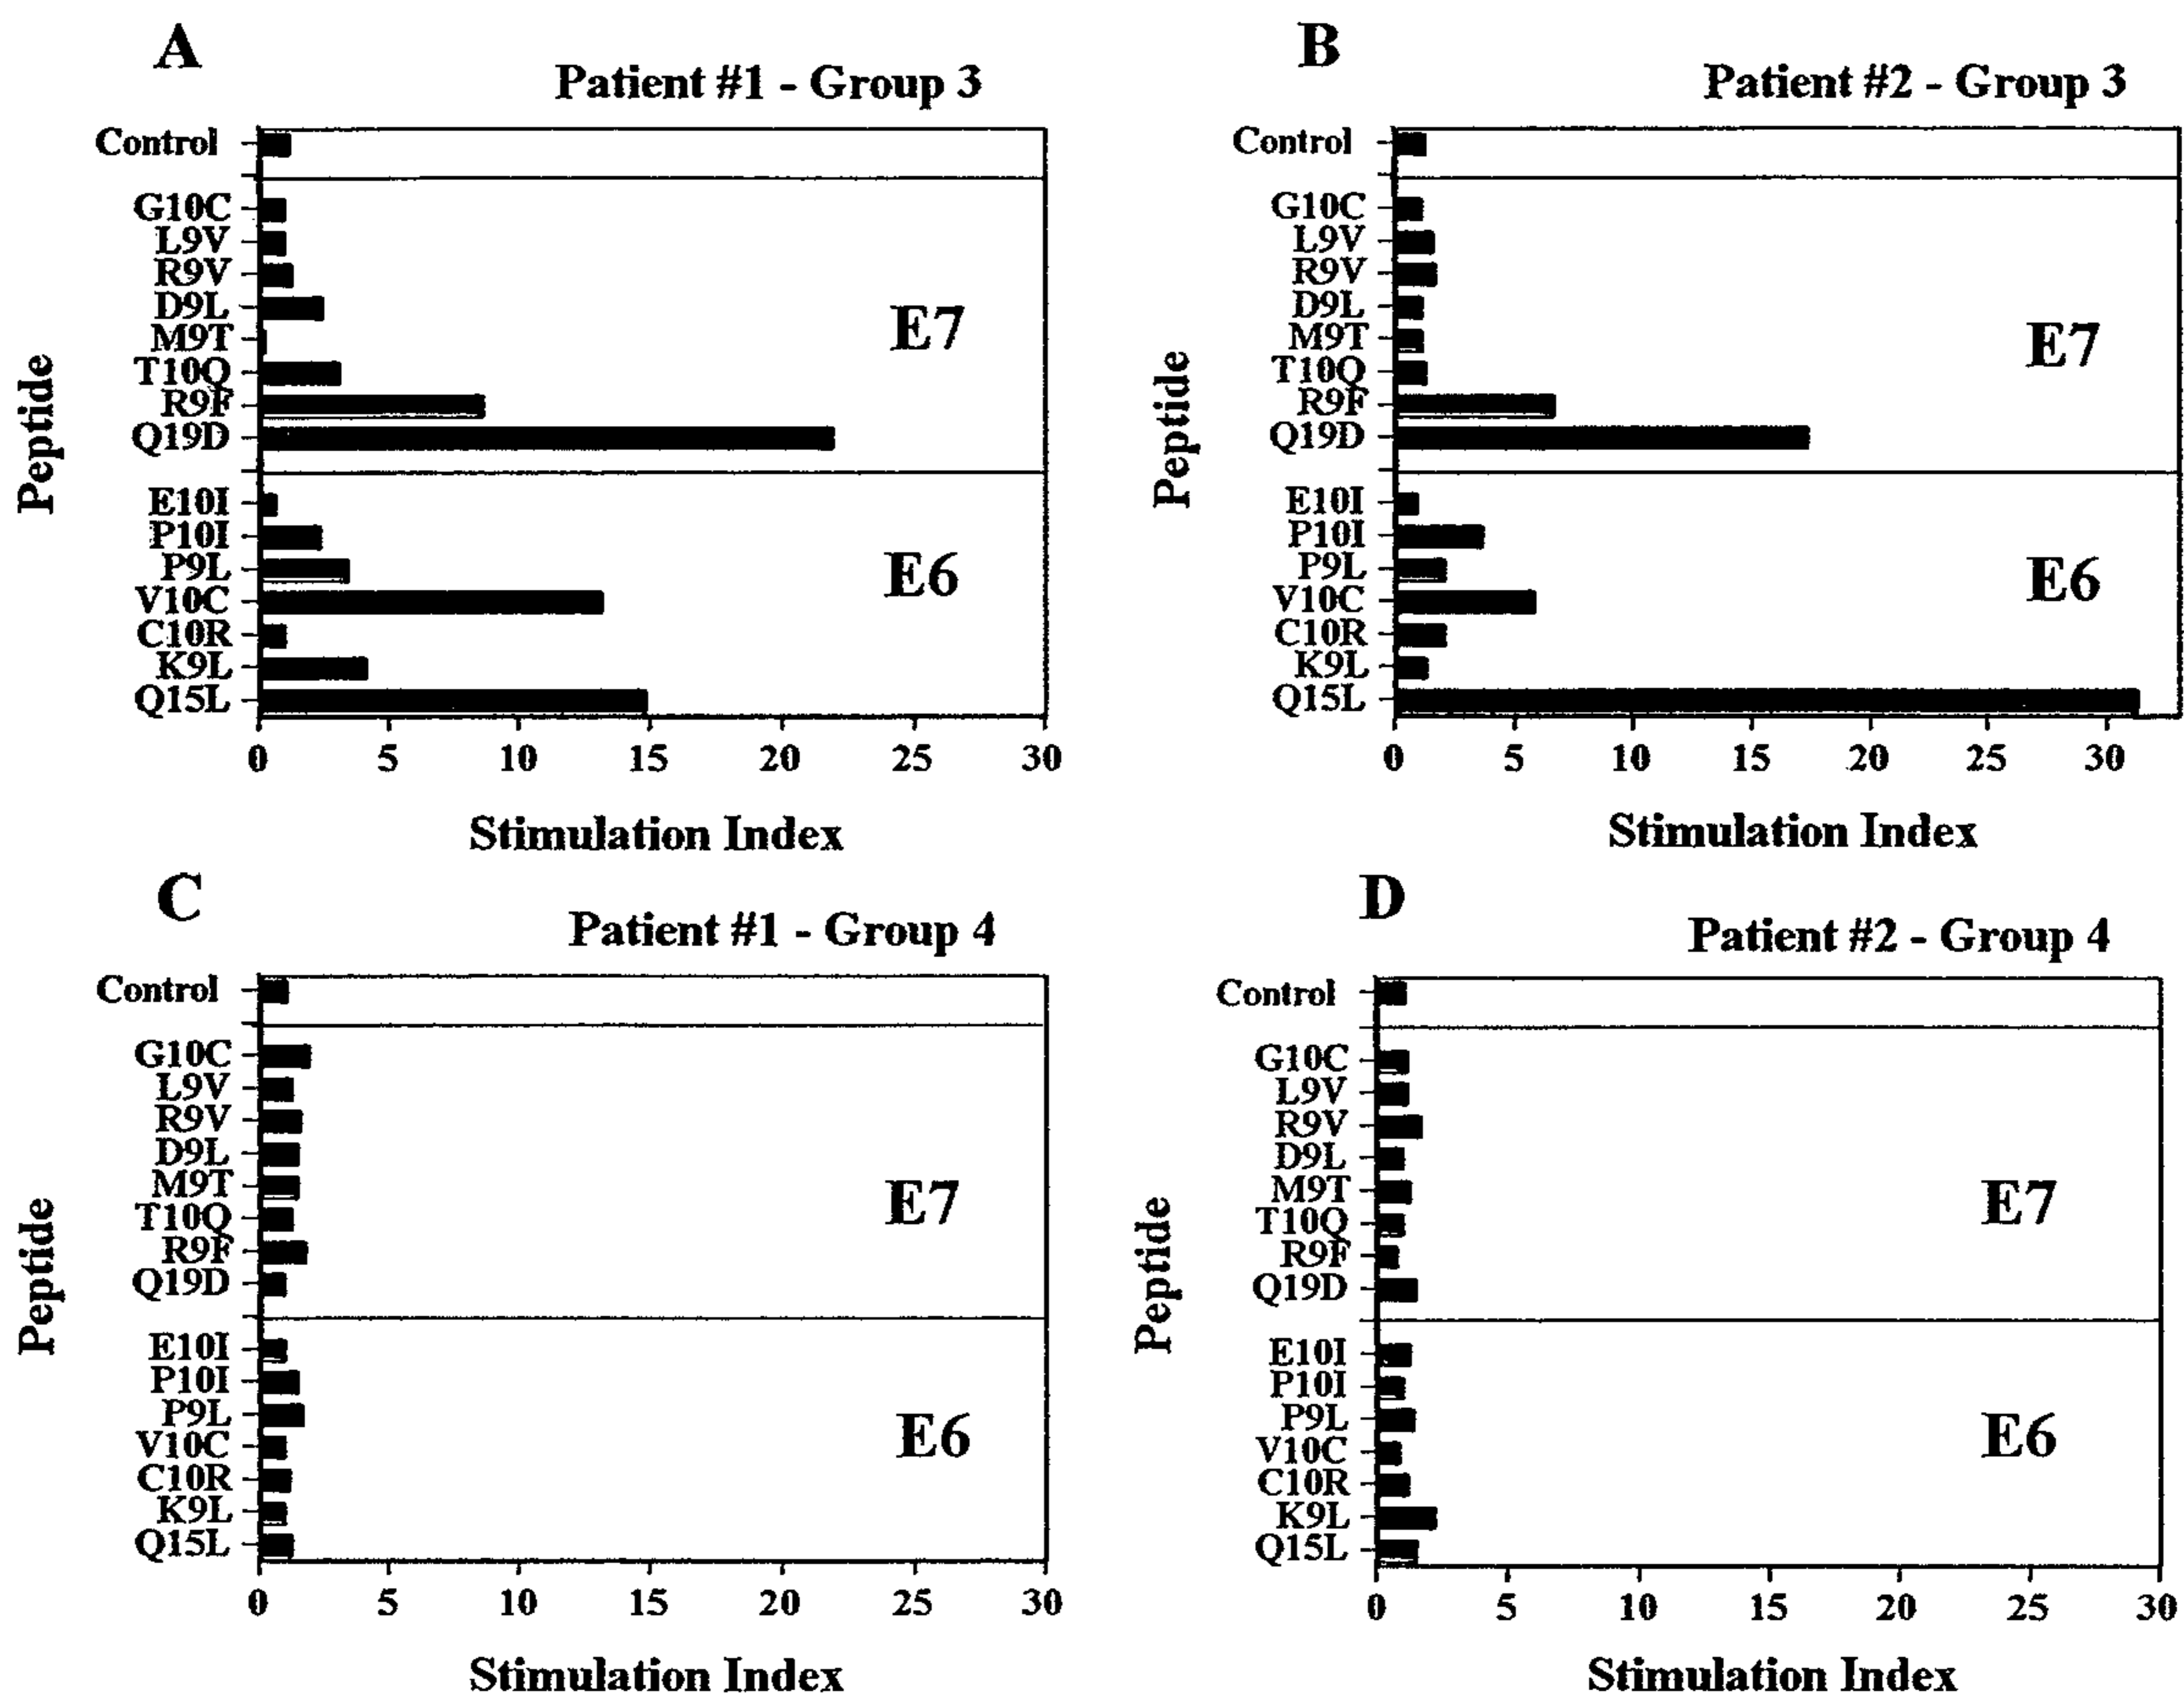 A
Patient #1 - Group 3
Control
G10C
L9V
R9V
D9L
M9T
T10Q
R9F
Q19D
E7
E10I
P10I
P9L
V10C
C10R
K9L
Q15L
E6
Peptide
0 5 10 15 20 25 30
Stimulation Index
B
Patient #2 - Group 3
Control
G10C
L9V
R9V
D9L
M9T
T10Q
R9F
Q19D
E7
E10I
P10I
P9L
V10C
C10R
K9L
Q15L
E6
Peptide
0 5 10 15 20 25 30
Stimulation Index
C
Patient #1 - Group 4
Control
G10C
L9V
R9V
D9L
M9T
T10Q
R9F
Q19D
E7
E10I
P10I
P9L
V10C
C10R
K9L
Q15L
E6
Peptide
0 5 10 15 20 25 30
Stimulation Index
D
Patient #2 - Group 4
Control
G10C
L9V
R9V
D9L
M9T
T10Q
R9F
Q19D
E7
E10I
P10I
P9L
V10C
C10R
K9L
Q15L
E6
Peptide
0 5 10 15 20 25 30
Stimulation Index